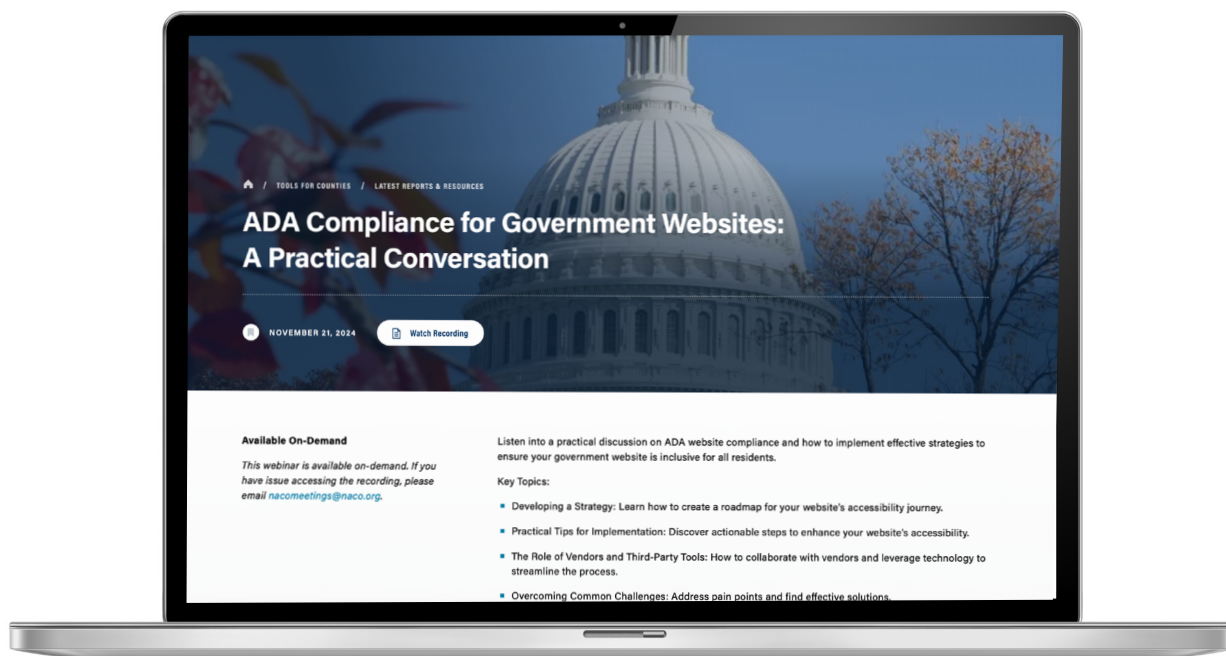 / TOOLS FOR COUNTIES / LATEST REPORTS & RESOURCES
ADA Compliance for Government Websites:
A Practical Conversation
NOVEMBER 21, 2024
Watch Recording
Available On-Demand
This webinar is available on-demand. If you
have issue accessing the recording, please
email nacomeetings@naco.org.
Listen into a practical discussion on ADA website compliance and how to implement effective strategies to
ensure your government website is inclusive for all residents.
Key Topics:
▪ Developing a Strategy: Learn how to create a roadmap for your website's accessibility journey.
▪ Practical Tips for Implementation: Discover actionable steps to enhance your website's accessibility.
▪ The Role of Vendors and Third-Party Tools: How to collaborate with vendors and leverage technology to
streamline the process.
▪ Overcoming Common Challenges: Address pain points and find effective solutions.